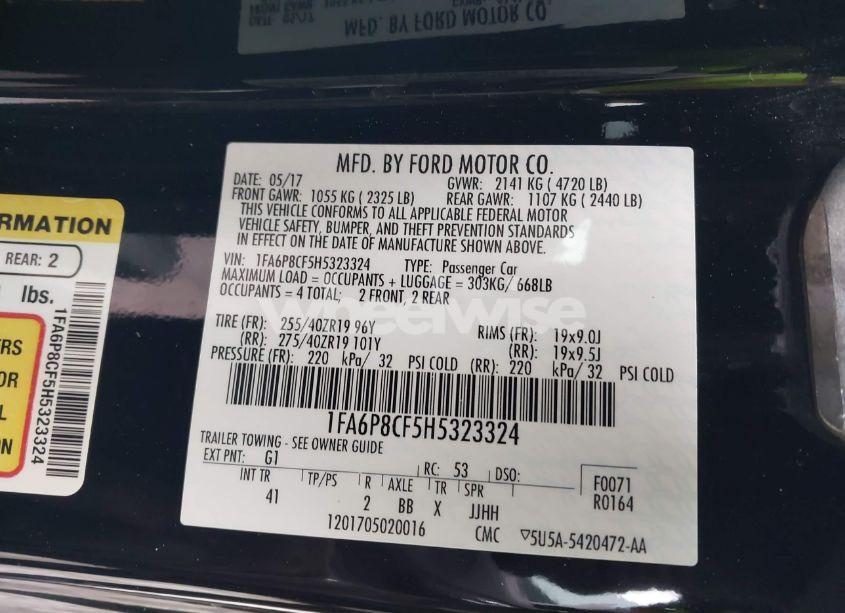 MFD. BY FORD MOTOR CO.
ORMATION
REAR: 2
lbs.
ERS
OR
L
ON
1FA6P8CF5H5323324
MFD. BY FORD MOTOR CO.
DATE: 05/17 GVWR: 2141 KG ( 4720 LB)
FRONT GAWR: 1055 KG ( 2325 LB) REAR GAWR: 1107 KG ( 2440 LB)
THIS VEHICLE CONFORMS TO ALL APPLICABLE FEDERAL MOTOR
VEHICLE SAFETY, BUMPER, AND THEFT PREVENTION STANDARDS
IN EFFECT ON THE DATE OF MANUFACTURE SHOWN ABOVE.
VIN: 1FA6P8CF5H5323324 TYPE: Passenger Car
MAXIMUM LOAD = OCCUPANTS + LUGGAGE = 303KG/ 668LB
OCCUPANTS = 4 TOTAL; 2 FRONT, 2 REAR
Wheelwise
TIRE (FR): 255/40ZR19 96Y RIMS (FR): 19x9.0J
(RR): 275/40ZR19 101Y (RR): 19x9.5J
PRESSURE (FR): 220 kPa/ 32 PSI COLD (RR): 220 kPa/ 32 PSI COLD
1FA6P8CF5H5323324
TRAILER TOWING - SEE OWNER GUIDE
EXT PNT: G1 RC: 53 DSO: F0071
INT TR TP/PS R AXLE TR SPR R0164
41 2 BB X JJHH
1201705020016 CMC ▽5U5A-5420472-AA